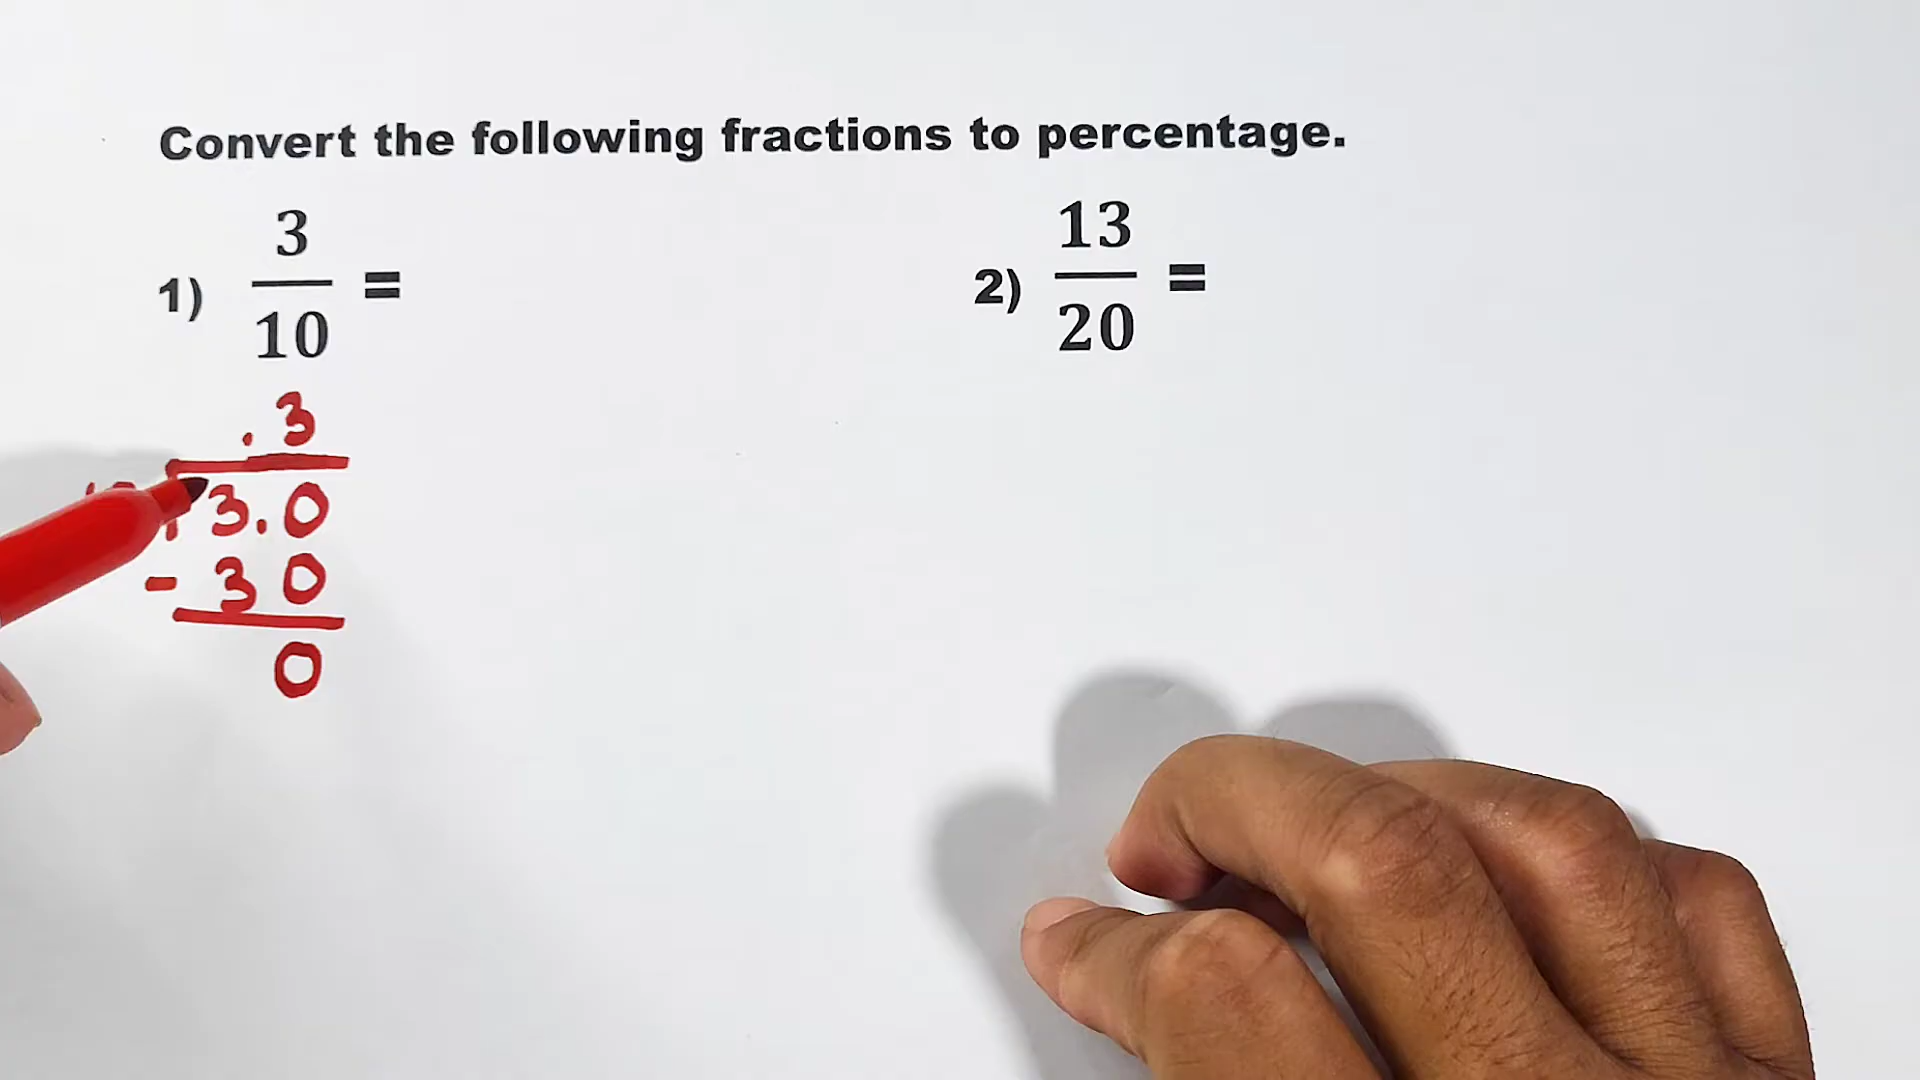 Convert the following fractions to percentage.
1) 3/10 =
2) 13/20 =
.3
3.0
- 30
0